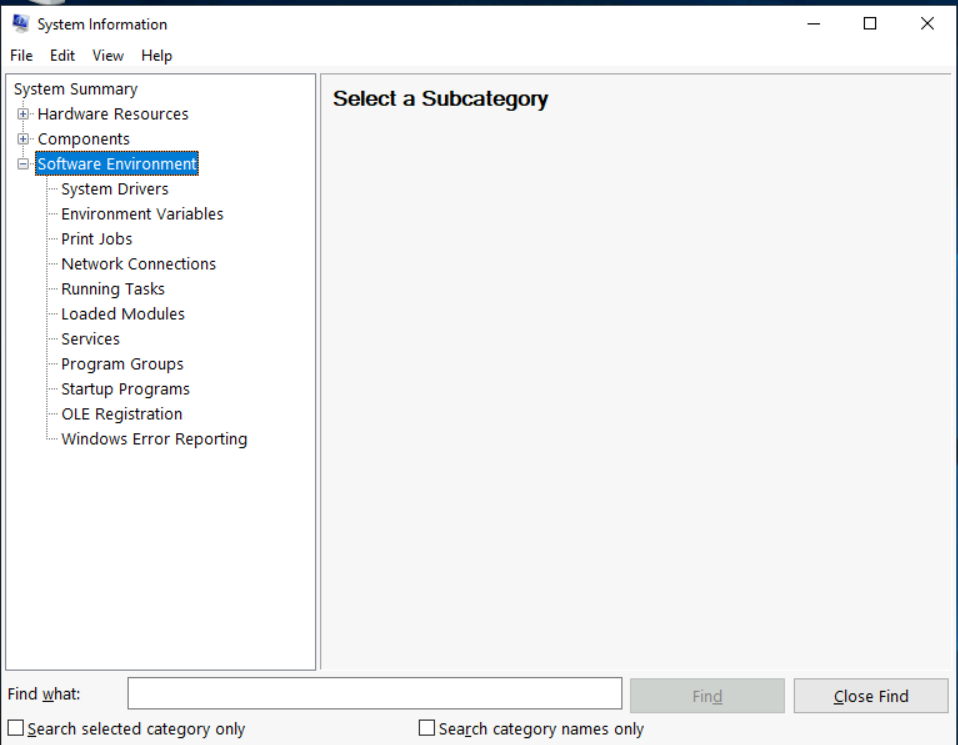 System Information
File Edit View Help
System Summary
Hardware Resources
Components
Software Environment
System Drivers
Environment Variables
Print Jobs
Network Connections
Running Tasks
Loaded Modules
Services
Program Groups
Startup Programs
OLE Registration
Windows Error Reporting
Select a Subcategory
Find what:
Find
Close Find
Search selected category only
Search category names only